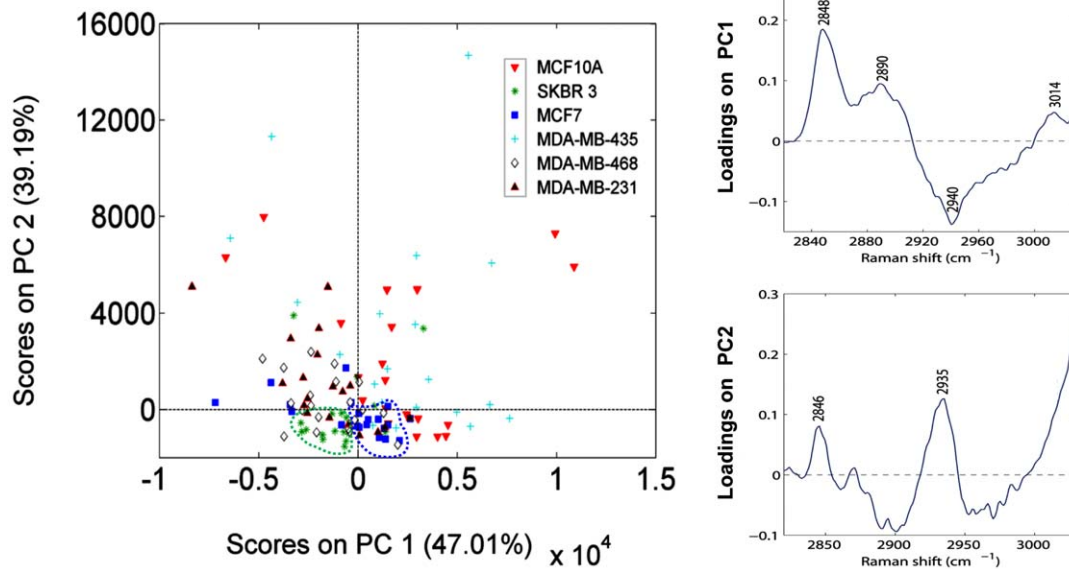 16000
12000
8000
4000
0
-1
-0.5
0
0.5
1
1.5
Scores on PC 2 (39.19%)
Scores on PC 1 (47.01%)
x 10⁴
MCF10A
SKBR 3
MCF7
MDA-MB-435
MDA-MB-468
MDA-MB-231
Loadings on PC1
0.2
0.1
0
−0.1
2848
2890
2940
3014
2840
2880
2920
2960
3000
Raman shift (cm ⁻¹)
Loadings on PC2
0.3
0.2
0.1
0
-0.1
2846
2935
2850
2900
2950
3000
Raman shift (cm ⁻¹)